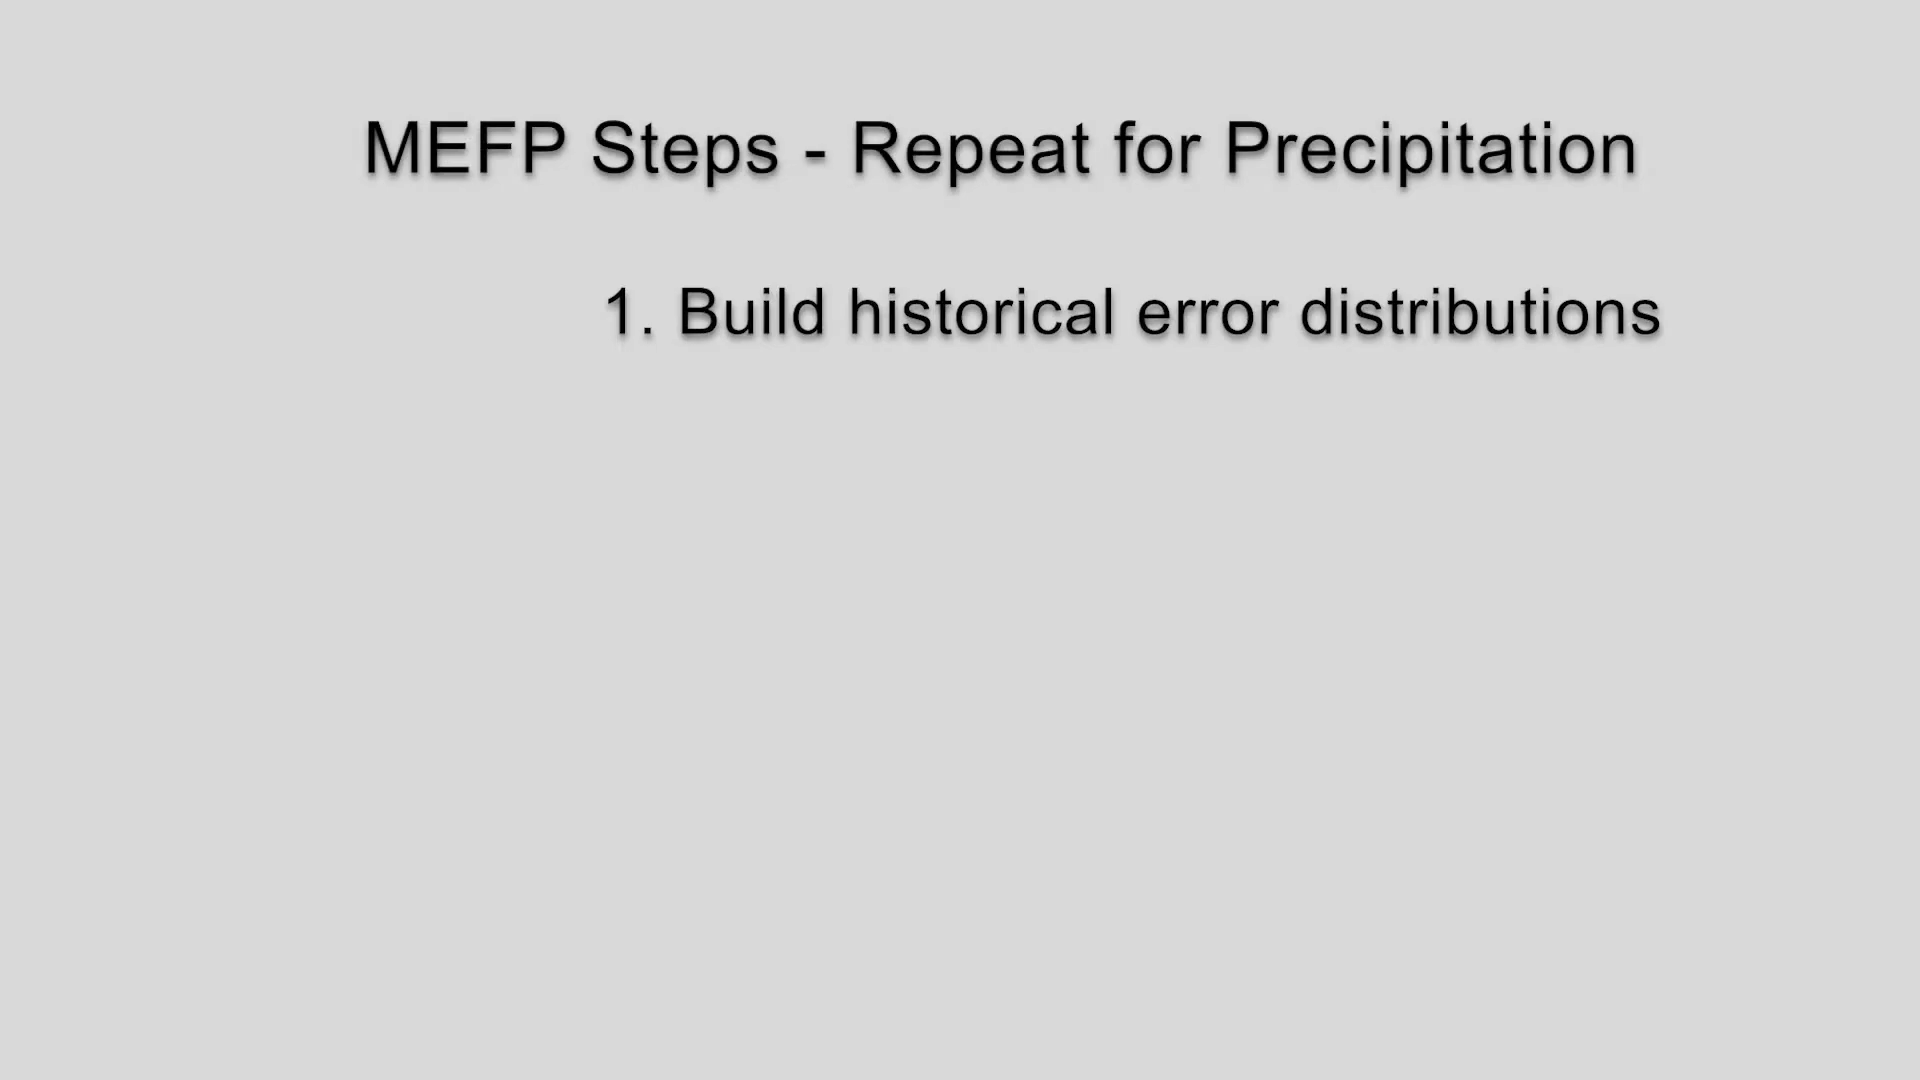 MEFP Steps - Repeat for Precipitation
1. Build historical error distributions